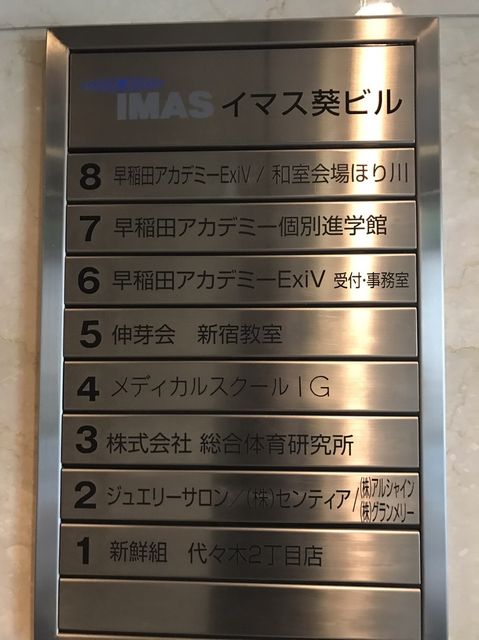 IMAS イマス葵ビル
8 早稲田アカデミーExiV / 和室会場ほり川
7 早稲田アカデミー個別進学館
6 早稲田アカデミーExiV 受付・事務室
5 伸芽会 新宿教室
4 メディカルスクールIG
3 株式会社 総合体育研究所
2 ジュエリーサロン/(株)センティア/(株)アルシャイン
(株)グランメリー
1 新鮮組 代々木2丁目店